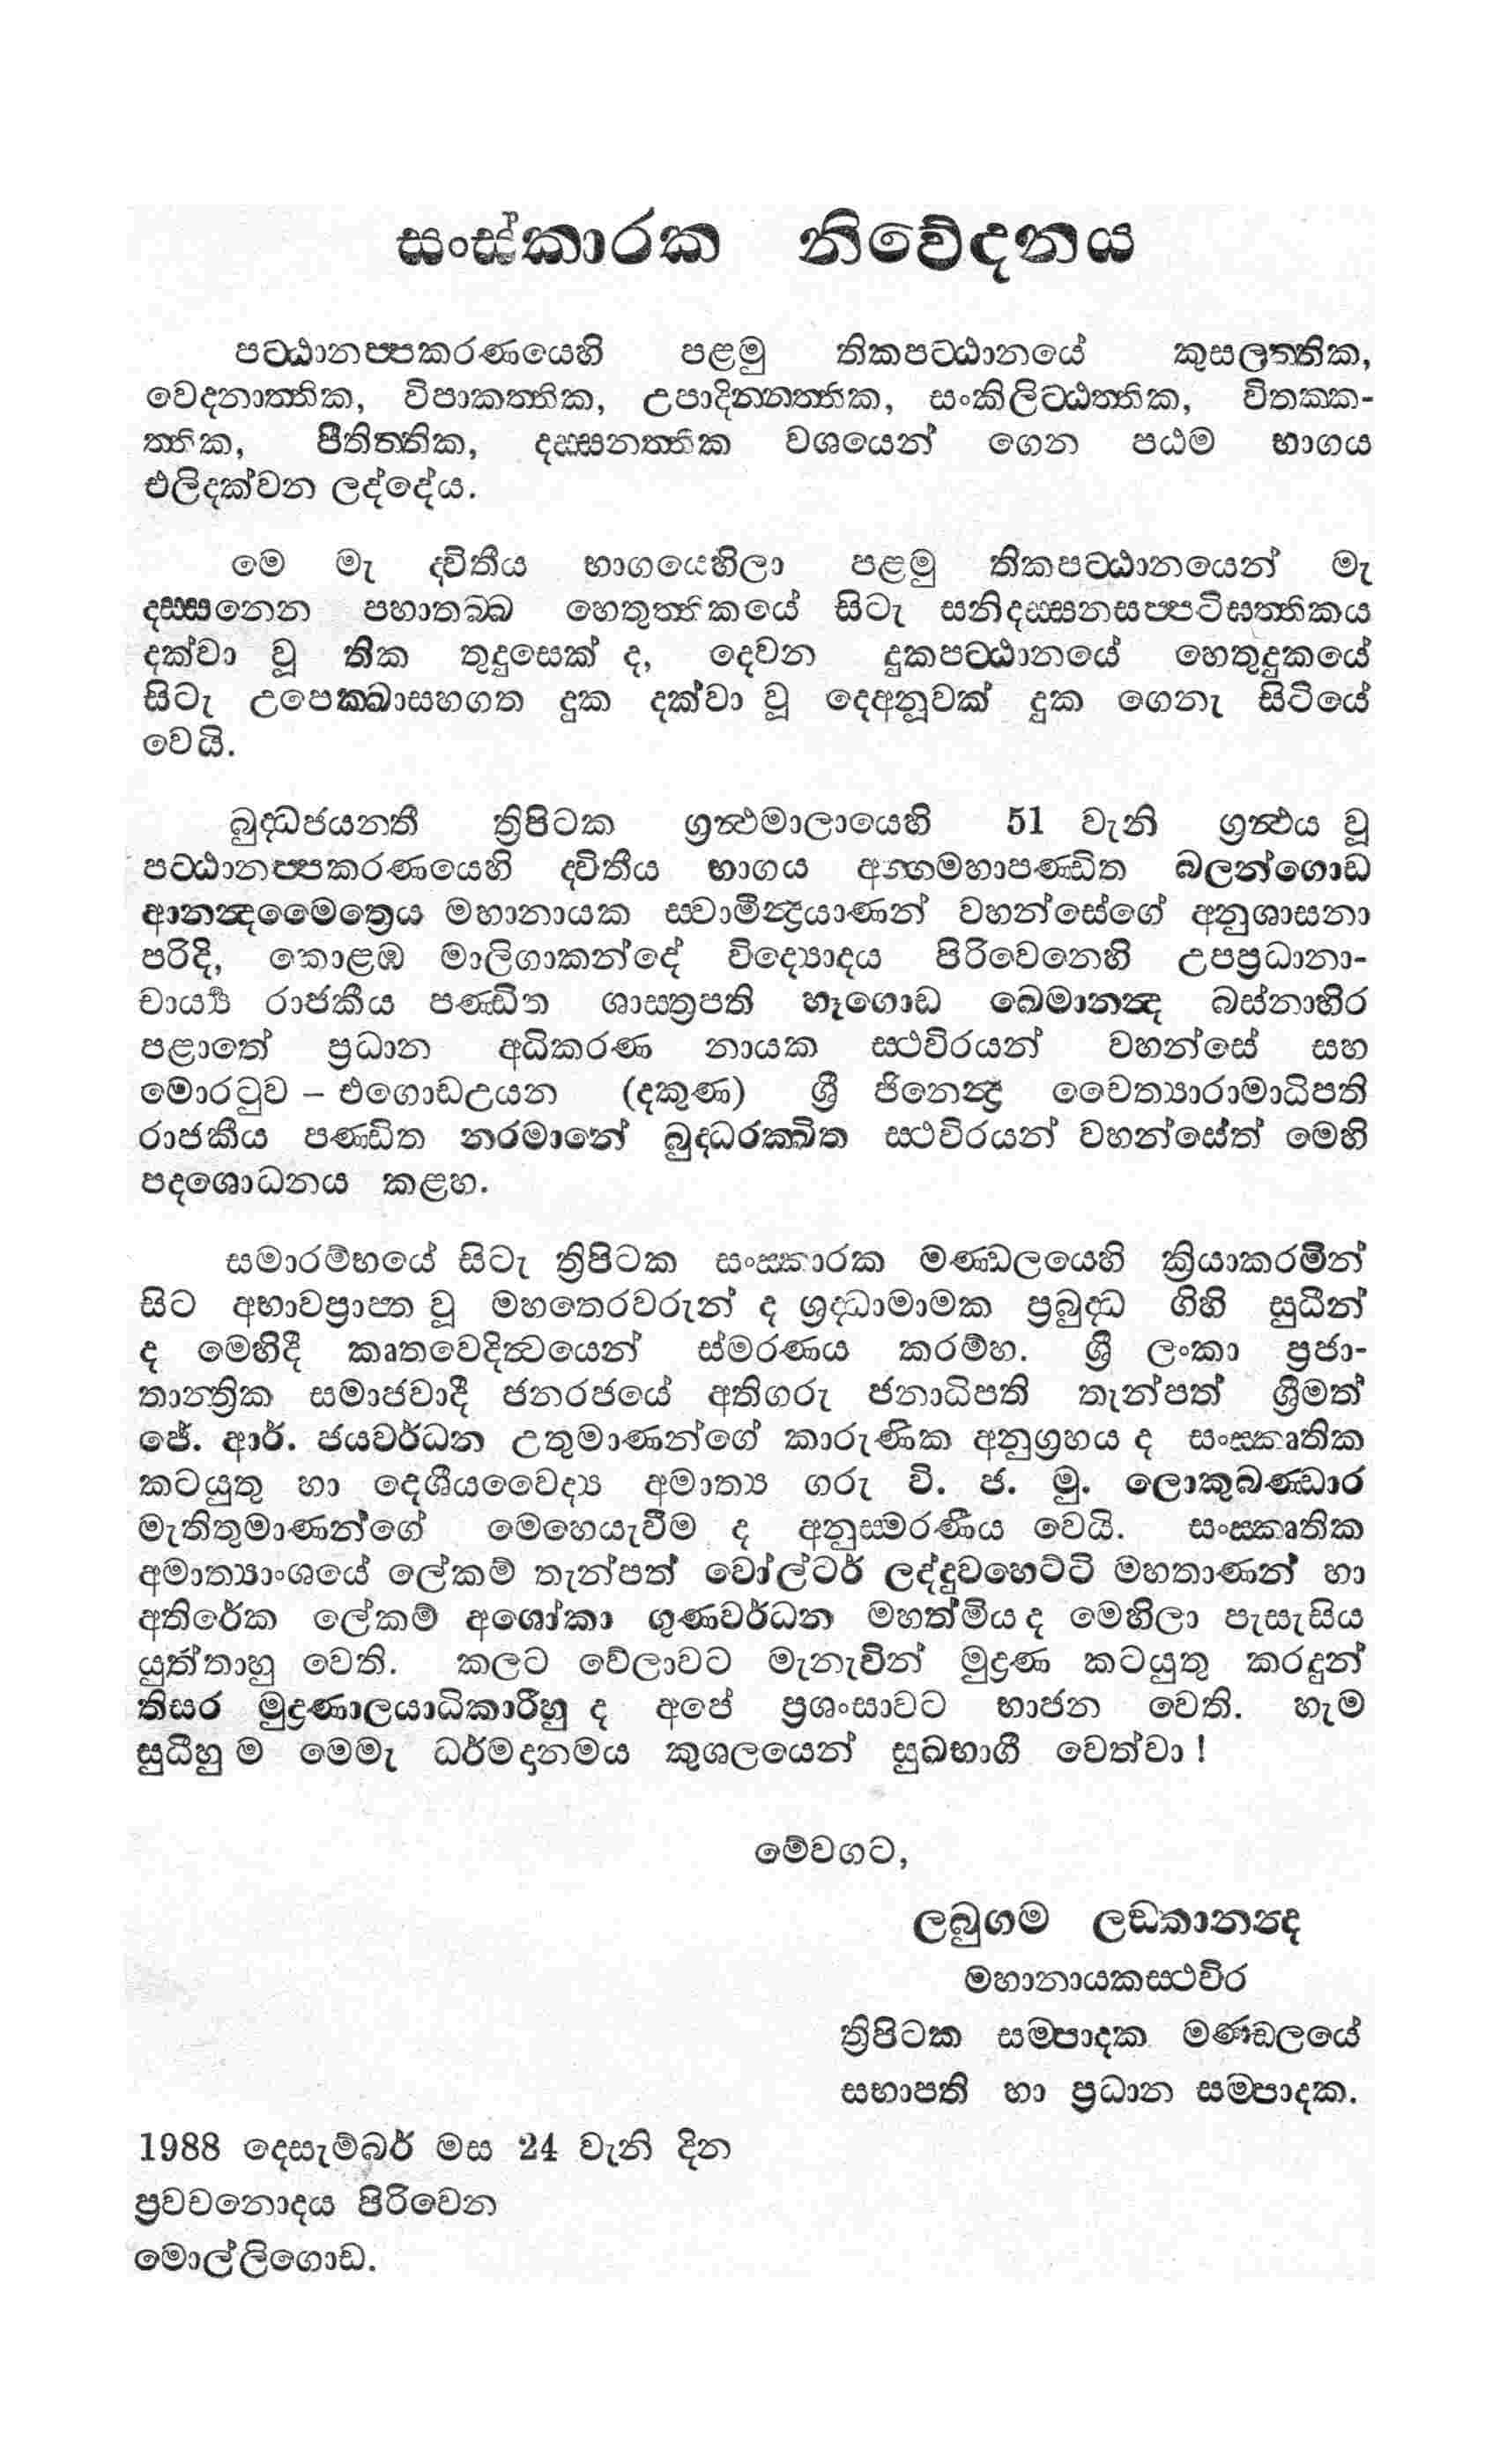 සංස්කාරක නිවේදනය
පට්ඨානප්පකරණයෙහි පළමු තිකපට්ඨානයේ කුසලත්තික,
වෙදනාත්තික, විපාකත්තික, උපාදින්නත්තික, සංකිලිට්ඨත්තික, විතක්ක-
ත්තික, පීතිත්තික, දස්සනත්තික වශයෙන් ගෙන පඨම භාගය
එලිදක්වන ලද්දේය.
මෙ මැ ද්විතීය භාගයෙහිලා පළමු තිකපට්ඨානයෙන් මැ
දස්සනෙන පහාතබ්බ හෙතුත්තිකයේ සිටැ සනිදස්සනසප්පටිඝත්තිකය
දක්වා වූ තික තුදුසෙක් ද, දෙවන දුකපට්ඨානයේ හෙතුදුකයේ
සිටැ උපෙක්ඛාසහගත දුක දක්වා වූ දෙඅනූවක් දුක ගෙනැ සිටියේ
වෙයි.
බුද්ධජයන්තී ත්‍රිපිටක ග්‍රන්ථමාලායෙහි 51 වැනි ග්‍රන්ථය වූ
පට්ඨානප්පකරණයෙහි ද්විතීය භාගය අග්ගමහාපණ්ඩිත බලන්ගොඩ
ආනන්දමෛත්‍රෙය මහානායක ස්වාමීන්ද්‍රයාණන් වහන්සේගේ අනුශාසනා
පරිදි, කොළඹ මාලිගාකන්දේ විද්‍යොදය පිරිවෙනෙහි උපප්‍රධානා-
චාර්‍ය්‍ය රාජකීය පණ්ඩිත ශාස්ත්‍රපති හෑගොඩ ඛෙමානන්ද බස්නාහිර
පළාතේ ප්‍රධාන අධිකරණ නායක ස්ථවිරයන් වහන්සේ සහ
මොරටුව – එගොඩඋයන (දකුණ) ශ්‍රී ජිනෙන්ද්‍ර චෛත්‍යාරාමාධිපති
රාජකීය පණ්ඩිත නරමානේ බුද්ධරක්ඛිත ස්ථවිරයන් වහන්සේත් මෙහි
පදශොධනය කළහ.
සමාරම්භයේ සිටැ ත්‍රිපිටක සංස්කාරක මණ්ඩලයෙහි ක්‍රියාකරමින්
සිට අභාවප්‍රාප්ත වූ මහතෙරවරුන් ද ශ්‍රද්ධාමාමක ප්‍රබුද්ධ ගිහි සුධීන්
ද මෙහිදී කෘතවෙදිත්වයෙන් ස්මරණය කරම්හ. ශ්‍රී ලංකා ප්‍රජා-
තාන්ත්‍රික සමාජවාදී ජනරජයේ අතිගරු ජනාධිපති තැන්පත් ශ්‍රීමත්
ජේ. ආර්. ජයවර්ධන උතුමාණන්ගේ කාරුණික අනුග්‍රහය ද සංස්කෘතික
කටයුතු හා දෙශීයවෛද්‍ය අමාත්‍ය ගරු වි. ජ. මු. ලොකුබණ්ඩාර
මැතිතුමාණන්ගේ මෙහෙයැවීම ද අනුස්මරණීය වෙයි. සංස්කෘතික
අමාත්‍යාංශයේ ලේකම් තැන්පත් වෝල්ටර් ලද්දුවහෙට්ටි මහතාණන් හා
අතිරේක ලේකම් අශෝකා ගුණවර්ධන මහත්මිය ද මෙහිලා පැසැසිය
යුත්තාහු වෙති. කලට වේලාවට මැනැවින් මුද්‍රණ කටයුතු කරදුන්
තිසර මුද්‍රණාලයාධිකාරීහු ද අපේ ප්‍රශංසාවට භාජන වෙති. හැම
සුධීහු ම මෙමැ ධර්මදානමය කුශලයෙන් සුඛභාගී වෙත්වා !
මේවගට,
ලබුගම ලඞ්කානන්ද
මහානායකස්ථවිර
ත්‍රිපිටක සම්පාදක මණ්ඩලයේ
සභාපති හා ප්‍රධාන සම්පාදක.
1988 දෙසැම්බර් මස 24 වැනි දින
ප්‍රවචනොදය පිරිවෙන
මොල්ලිගොඩ.